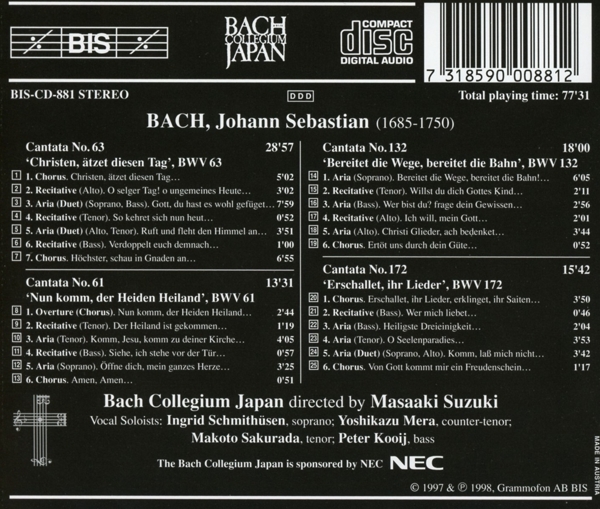 BIS
BACH
COLLEGIUM
JAPAN
COMPACT
disc
DIGITAL AUDIO
7 318590 008812
BIS-CD-881 STEREO
DDD
Total playing time: 77'31
BACH, Johann Sebastian (1685-1750)
Cantata No. 63 28'57
'Christen, ätzet diesen Tag', BWV 63
1 1. Chorus. Christen, ätzet diesen Tag… 5'02
2 2. Recitative (Alto). O selger Tag! o ungemeines Heute… 3'02
3 3. Aria (Duet) (Soprano, Bass). Gott, du hast es wohl gefüget… 7'59
4 4. Recitative (Tenor). So kehret sich nun heut… 0'52
5 5. Aria (Duet) (Alto, Tenor). Ruft und fleht den Himmel an… 3'51
6 6. Recitative (Bass). Verdoppelt euch demnach… 1'00
7 7. Chorus. Höchster, schau in Gnaden an… 6'55
Cantata No. 61 13'31
'Nun komm, der Heiden Heiland', BWV 61
8 1. Overture (Chorus). Nun komm, der Heiden Heiland… 2'44
9 2. Recitative (Tenor). Der Heiland ist gekommen… 1'19
10 3. Aria (Tenor). Komm, Jesu, komm zu deiner Kirche… 4'05
11 4. Recitative (Bass). Siehe, ich stehe vor der Tür… 0'57
12 5. Aria (Soprano). Öffne dich, mein ganzes Herze… 3'25
13 6. Chorus. Amen, Amen… 0'51
Cantata No. 132 18'00
'Bereitet die Wege, bereitet die Bahn', BWV 132
14 1. Aria (Soprano). Bereitet die Wege, bereitet die Bahn!… 6'05
15 2. Recitative (Tenor). Willst du dich Gottes Kind… 2'11
16 3. Aria (Bass). Wer bist du? frage dein Gewissen… 2'56
17 4. Recitative (Alto). Ich will, mein Gott… 2'01
18 5. Aria (Alto). Christi Glieder, ach bedenket… 3'44
19 6. Chorus. Ertöt uns durch dein Güte… 0'52
Cantata No. 172 15'42
'Erschallet, ihr Lieder', BWV 172
20 1. Chorus. Erschallet, ihr Lieder, erklinget, ihr Saiten… 3'50
21 2. Recitative (Bass). Wer mich liebet… 0'46
22 3. Aria (Bass). Heiligste Dreieinigkeit… 2'04
23 4. Aria (Tenor). O Seelenparadies… 3'53
24 5. Aria (Duet) (Soprano, Alto). Komm, laß mich nicht… 3'42
25 6. Chorus. Von Gott kommt mir ein Freudenschein… 1'17
Bach Collegium Japan directed by Masaaki Suzuki
Vocal Soloists: Ingrid Schmithüsen, soprano; Yoshikazu Mera, counter-tenor;
Makoto Sakurada, tenor; Peter Kooij, bass
The Bach Collegium Japan is sponsored by NEC NEC
© 1997 & ℗ 1998, Grammofon AB BIS
MADE IN AUSTRIA